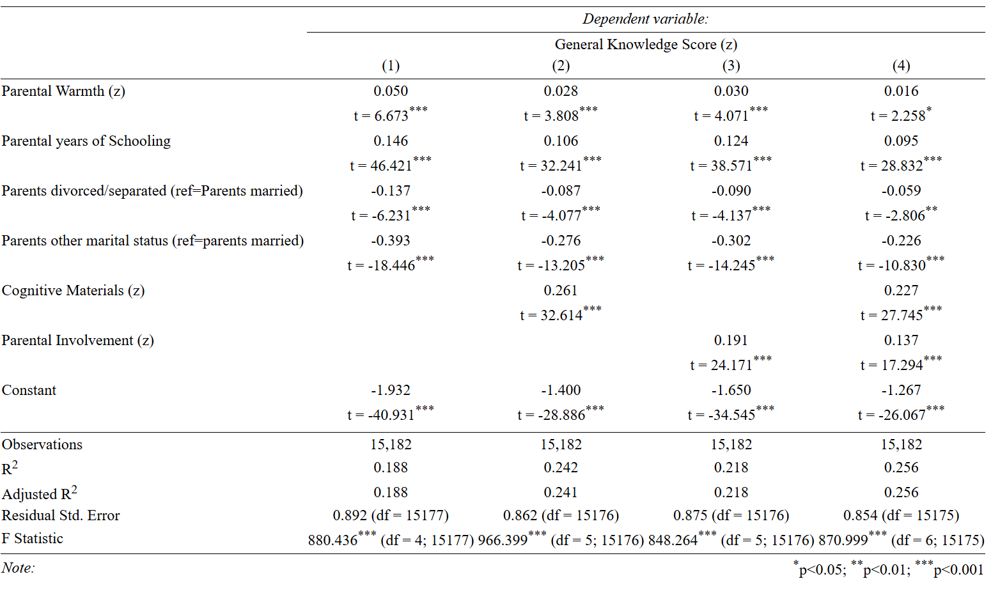 Dependent variable:
General Knowledge Score (z)
(1) (2) (3) (4)
Parental Warmth (z) 0.050 0.028 0.030 0.016
t = 6.673*** t = 3.808*** t = 4.071*** t = 2.258*
Parental years of Schooling 0.146 0.106 0.124 0.095
t = 46.421*** t = 32.241*** t = 38.571*** t = 28.832***
Parents divorced/separated (ref=Parents married) -0.137 -0.087 -0.090 -0.059
t = -6.231*** t = -4.077*** t = -4.137*** t = -2.806**
Parents other marital status (ref=parents married) -0.393 -0.276 -0.302 -0.226
t = -18.446*** t = -13.205*** t = -14.245*** t = -10.830***
Cognitive Materials (z) 0.261 0.227
t = 32.614*** t = 27.745***
Parental Involvement (z) 0.191 0.137
t = 24.171*** t = 17.294***
Constant -1.932 -1.400 -1.650 -1.267
t = -40.931*** t = -28.886*** t = -34.545*** t = -26.067***
Observations 15,182 15,182 15,182 15,182
R2 0.188 0.242 0.218 0.256
Adjusted R2 0.188 0.241 0.218 0.256
Residual Std. Error 0.892 (df = 15177) 0.862 (df = 15176) 0.875 (df = 15176) 0.854 (df = 15175)
F Statistic 880.436*** (df = 4; 15177) 966.399*** (df = 5; 15176) 848.264*** (df = 5; 15176) 870.999*** (df = 6; 15175)
Note: *p<0.05; **p<0.01; ***p<0.001